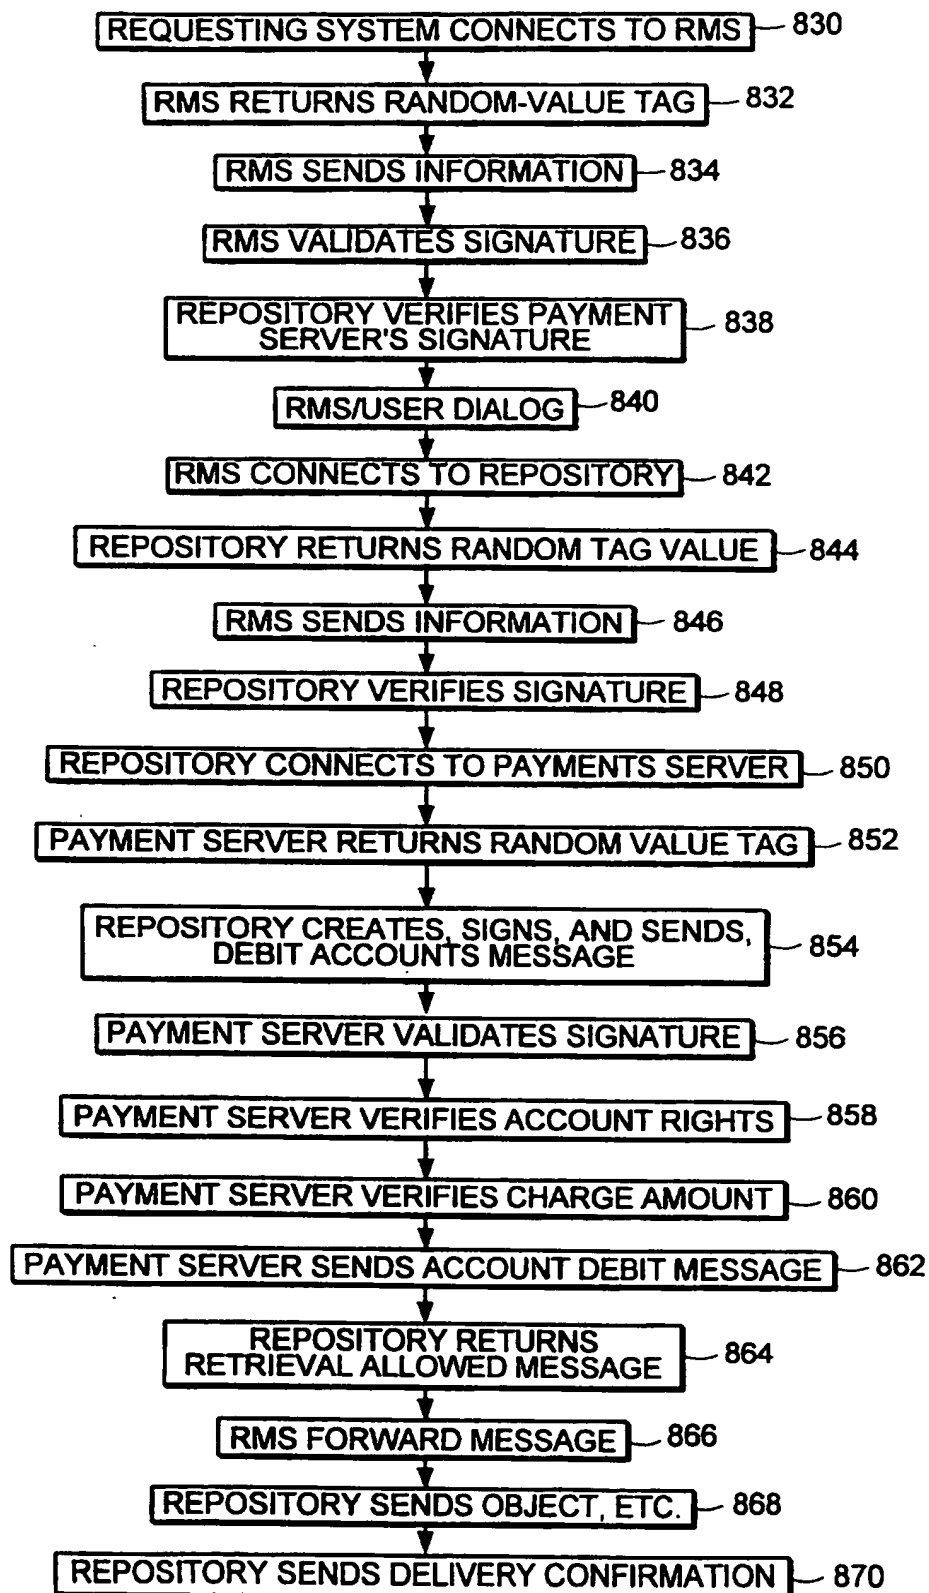 REQUESTING SYSTEM CONNECTS TO RMS 830
RMS RETURNS RANDOM-VALUE TAG 832
RMS SENDS INFORMATION 834
RMS VALIDATES SIGNATURE 836
REPOSITORY VERIFIES PAYMENT
SERVER'S SIGNATURE 838
RMS/USER DIALOG 840
RMS CONNECTS TO REPOSITORY 842
REPOSITORY RETURNS RANDOM TAG VALUE 844
RMS SENDS INFORMATION 846
REPOSITORY VERIFIES SIGNATURE 848
REPOSITORY CONNECTS TO PAYMENTS SERVER 850
PAYMENT SERVER RETURNS RANDOM VALUE TAG 852
REPOSITORY CREATES, SIGNS, AND SENDS,
DEBIT ACCOUNTS MESSAGE 854
PAYMENT SERVER VALIDATES SIGNATURE 856
PAYMENT SERVER VERIFIES ACCOUNT RIGHTS 858
PAYMENT SERVER VERIFIES CHARGE AMOUNT 860
PAYMENT SERVER SENDS ACCOUNT DEBIT MESSAGE 862
REPOSITORY RETURNS
RETRIEVAL ALLOWED MESSAGE 864
RMS FORWARD MESSAGE 866
REPOSITORY SENDS OBJECT, ETC. 868
REPOSITORY SENDS DELIVERY CONFIRMATION 870